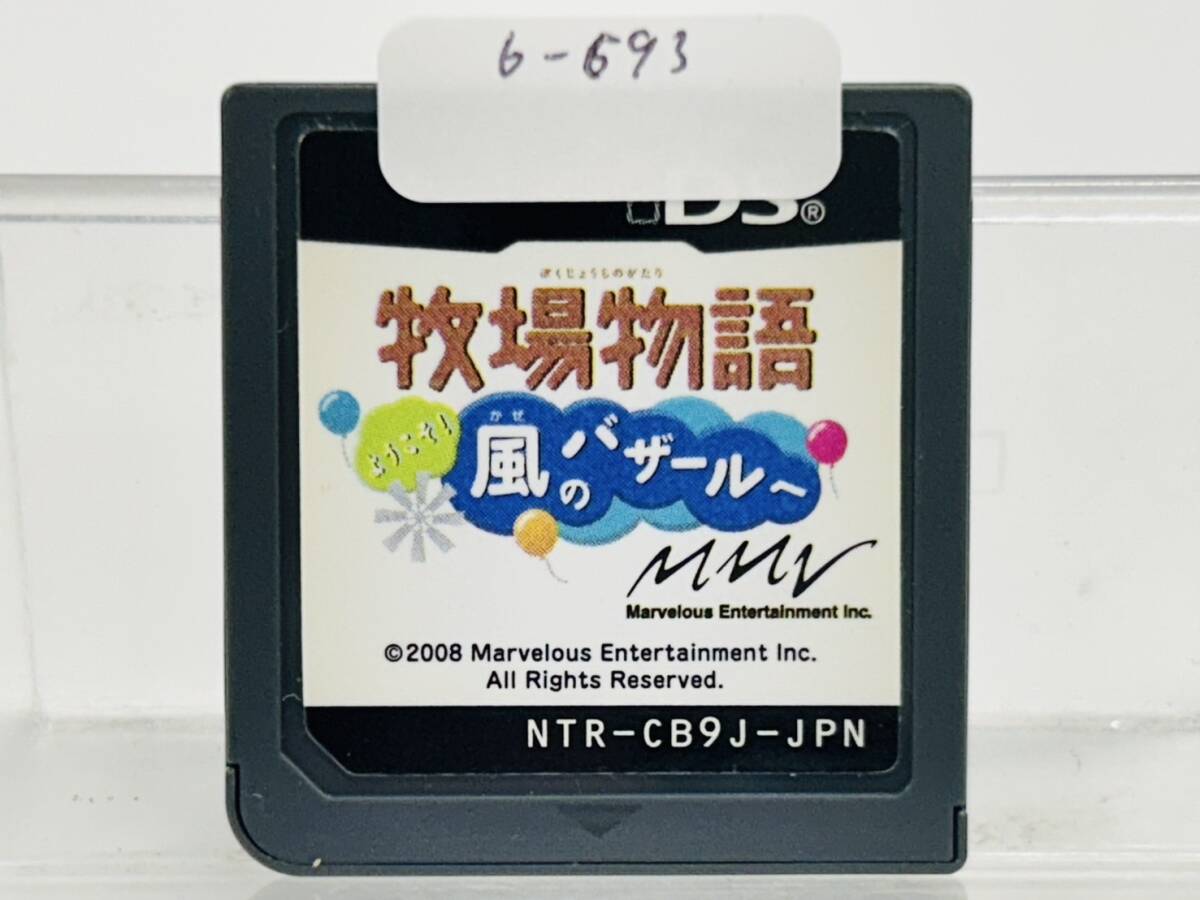 6-693
DS®
ぼくじょうものがたり
牧場物語
ようこそ!
かぜ
風のバザールへ
MMV
Marvelous Entertainment Inc.
©2008 Marvelous Entertainment Inc.
All Rights Reserved.
NTR-CB9J-JPN